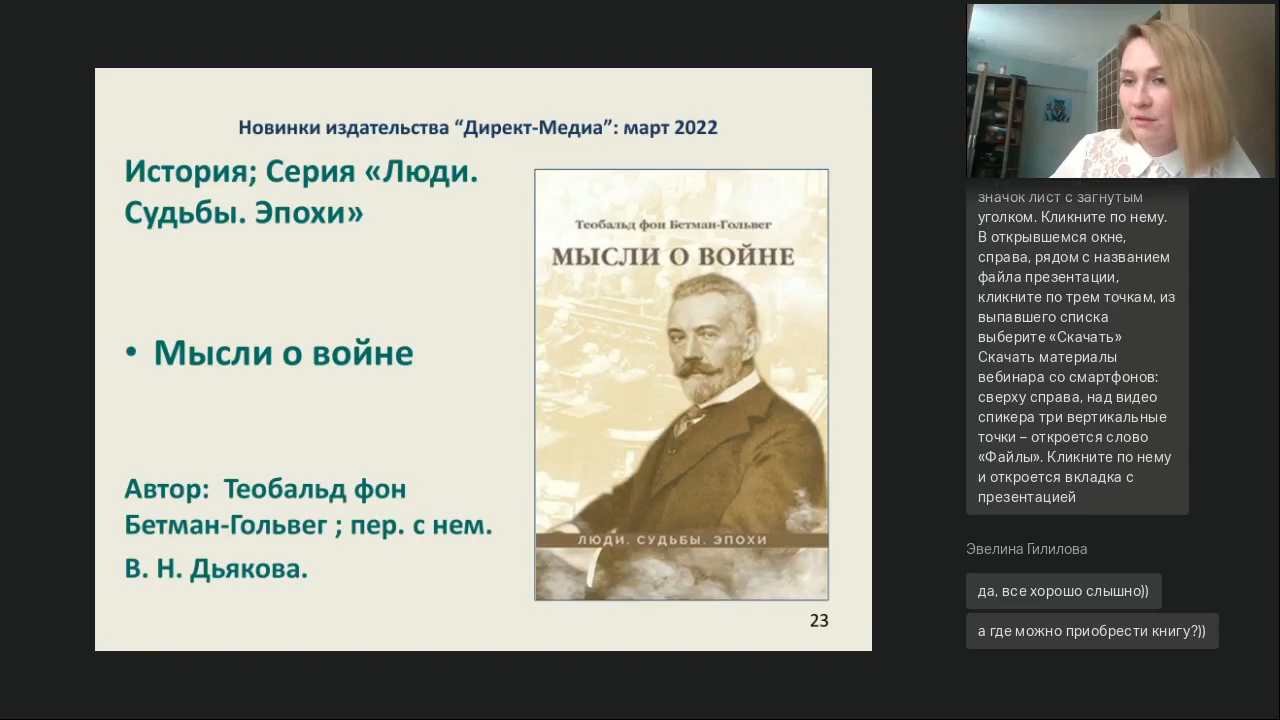 Новинки издательства “Директ-Медиа”: март 2022
История; Серия «Люди.
Судьбы. Эпохи»
• Мысли о войне
Автор: Теобальд фон
Бетман-Гольвег ; пер. с нем.
В. Н. Дьякова.
Теобальд фон Бетман-Гольвег
МЫСЛИ О ВОЙНЕ
ЛЮДИ. СУДЬБЫ. ЭПОХИ
23
значок лист с загнутым
уголком. Кликните по нему.
В открывшемся окне,
справа, рядом с названием
файла презентации,
кликните по трем точкам, из
выпавшего списка
выберите «Скачать»
Скачать материалы
вебинара со смартфонов:
сверху справа, над видео
спикера три вертикальные
точки – откроется слово
«Файлы». Кликните по нему
и откроется вкладка с
презентацией
Эвелина Гилилова
да, все хорошо слышно))
а где можно приобрести книгу?))